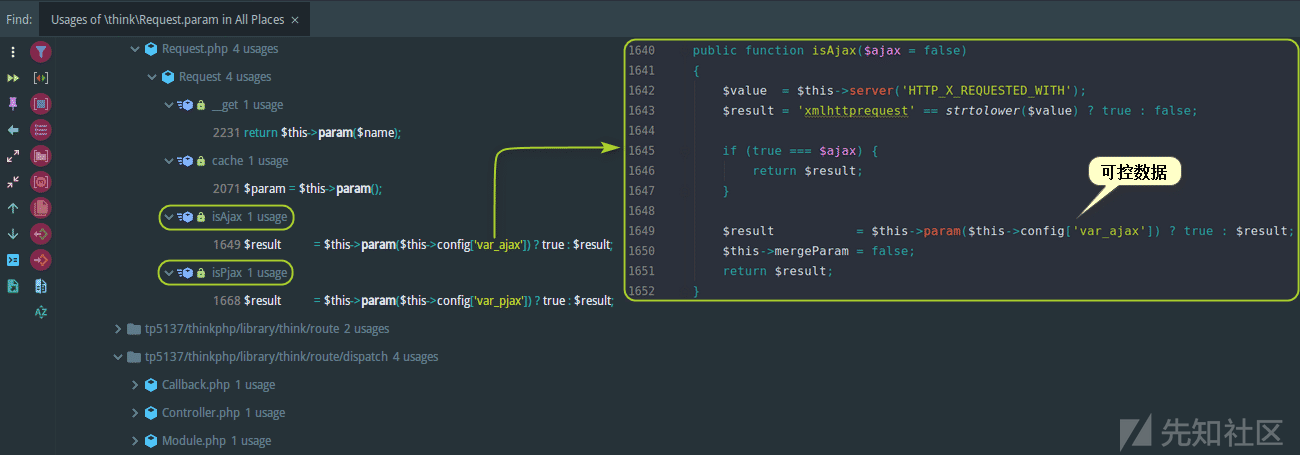 Find: Usages of \think\Request.param in All Places ×
Request.php 4 usages
Request 4 usages
__get 1 usage
2231 return $this->param($name);
cache 1 usage
2071 $param = $this->param();
isAjax 1 usage
1649 $result = $this->param($this->config['var_ajax']) ? true : $result;
isPjax 1 usage
1668 $result = $this->param($this->config['var_pjax']) ? true : $result;
tp5137/thinkphp/library/think/route 2 usages
tp5137/thinkphp/library/think/route/dispatch 4 usages
Callback.php 1 usage
Controller.php 1 usage
Module.php 1 usage
1640 public function isAjax($ajax = false)
1641 {
1642 $value = $this->server('HTTP_X_REQUESTED_WITH');
1643 $result = 'xmlhttprequest' == strtolower($value) ? true : false;
1644
1645 if (true === $ajax) {
1646 return $result;
1647 }
1648
可控数据
1649 $result = $this->param($this->config['var_ajax']) ? true : $result;
1650 $this->mergeParam = false;
1651 return $result;
1652 }
先知社区